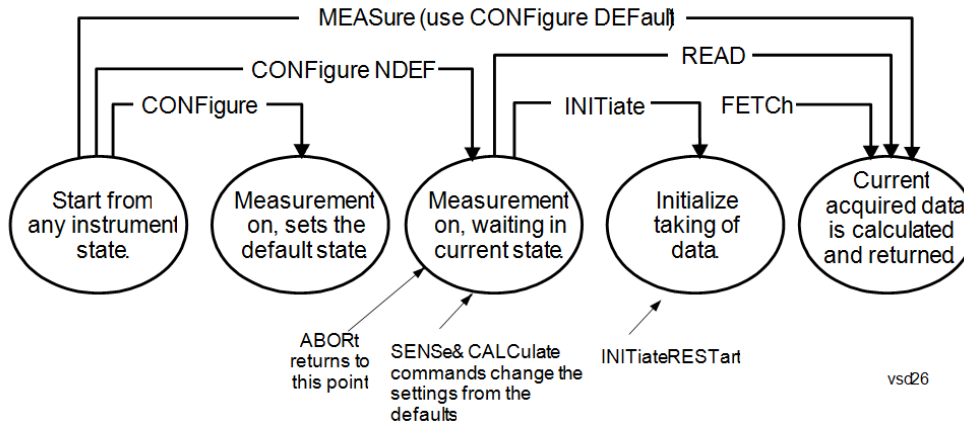 MEASure (use CONFigure DEFault)
READ
CONFigure NDEF
CONFigure
INITiate
FETCh
Start from
any instrument
state.
Measurement
on, sets the
default state.
Measurement
on, waiting in
current state.
Initialize
taking of
data.
Current
acquired data
is calculated
and returned.
ABORt
returns to
this point
SENSe& CALCulate
commands change the
settings from the
defaults
INITiateRESTart
vsd26